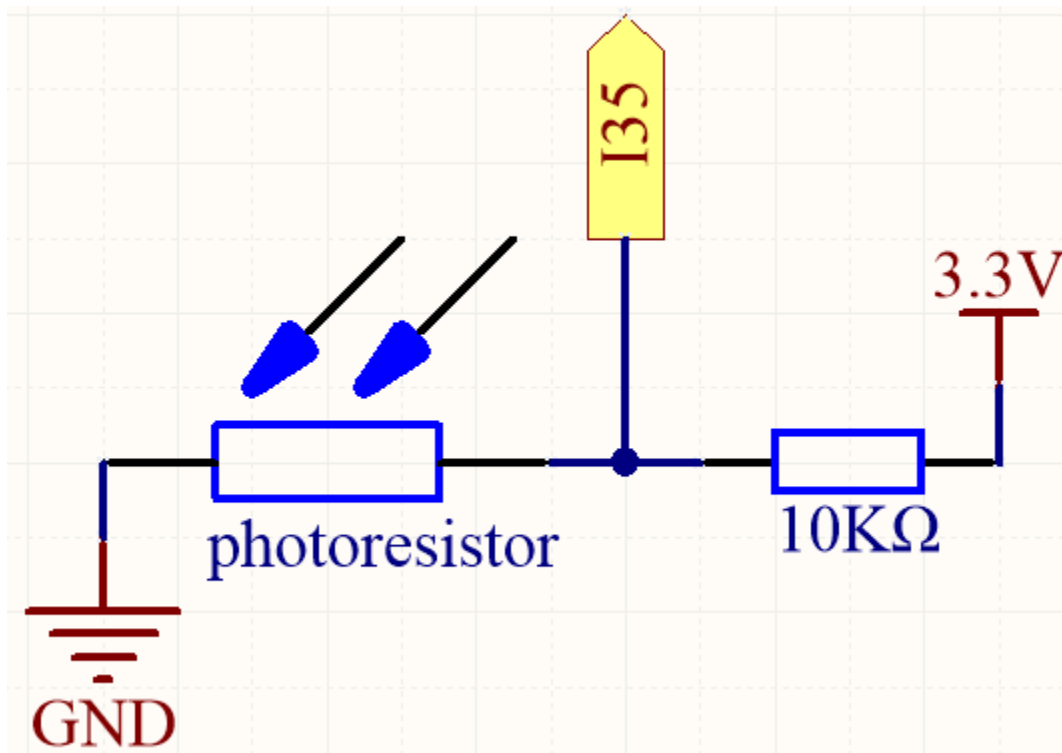 I35
3.3V
photoresistor
10KΩ
GND